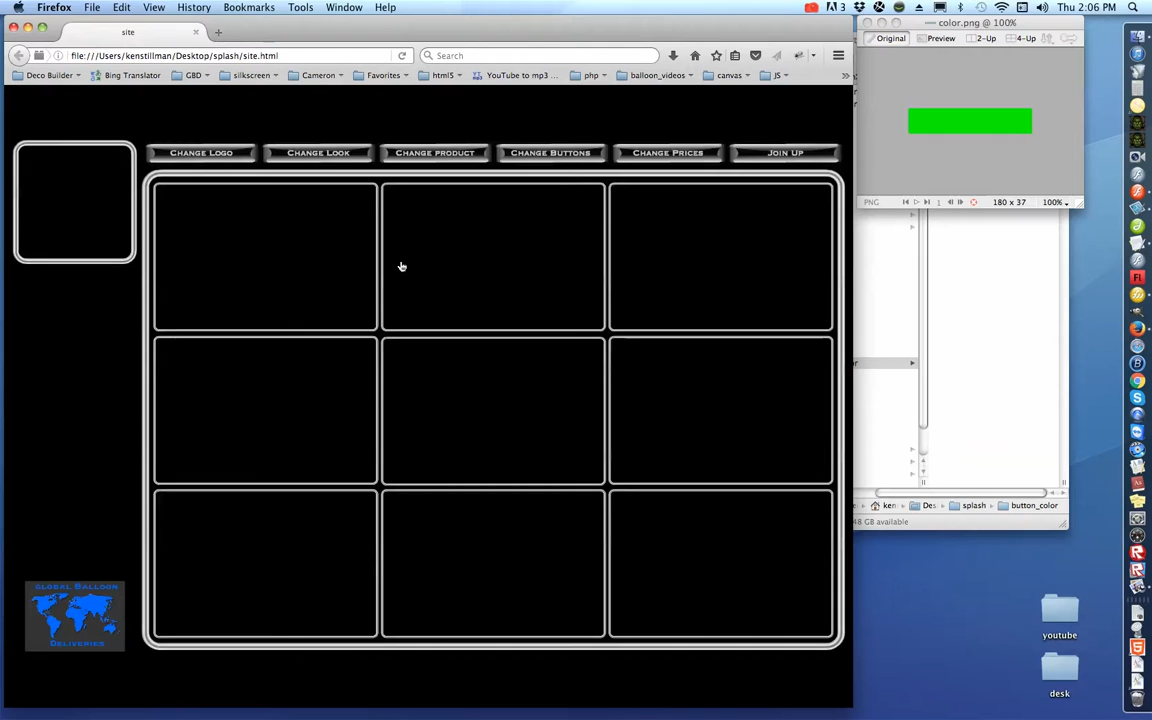 Firefox File Edit View History Bookmarks Tools Window Help
3
Thu 2:06 PM
site
color.png @ 100%
file:///Users/kenstillman/Desktop/splash/site.html
Search
Original Preview 2-Up 4-Up
Deco Builder Bing Translator GBD silkscreen Cameron Favorites html5 YouTube to mp3 ... php balloon_videos canvas JS
Change Logo Change Look Change product Change Buttons Change Prices Join Up
PNG 1 180 x 37 100%
ken Des splash button_color
GB available
Global Balloon
Deliveries
youtube
desk